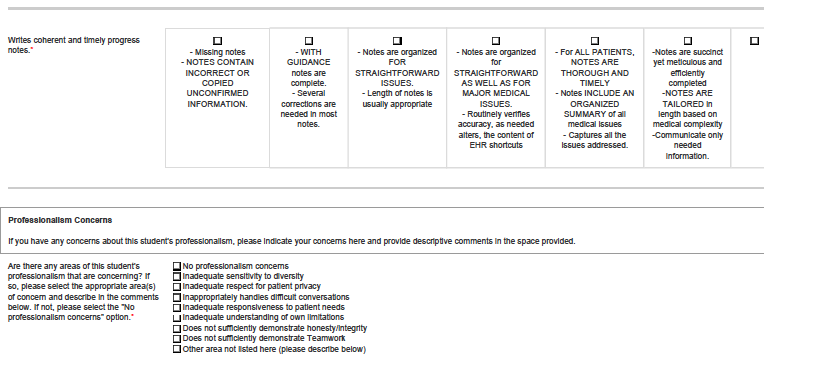 Writes coherent and timely progress
notes.*
- Missing notes
- NOTES CONTAIN
INCORRECT OR
COPIED
UNCONFIRMED
INFORMATION.
- WITH
GUIDANCE
notes are
complete.
- Several
corrections are
needed in most
notes.
- Notes are organized
FOR
STRAIGHTFORWARD
ISSUES.
- Length of notes is
usually appropriate
- Notes are organized
for
STRAIGHTFORWARD
AS WELL AS FOR
MAJOR MEDICAL
ISSUES.
- Routinely verifies
accuracy, as needed
alters, the content of
EHR shortcuts
- For ALL PATIENTS,
NOTES ARE
THOROUGH AND
TIMELY
- Notes INCLUDE AN
ORGANIZED
SUMMARY of all
medical issues
- Captures all the
issues addressed.
-Notes are succinct
yet meticulous and
efficiently
completed
-NOTES ARE
TAILORED in
length based on
medical complexity
-Communicate only
needed
information.
Professionalism Concerns
If you have any concerns about this student's professionalism, please indicate your concerns here and provide descriptive comments in the space provided.
Are there any areas of this student's
professionalism that are concerning? If
so, please select the appropriate area(s)
of concern and describe in the comments
below. If not, please select the "No
professionalism concerns" option.*
No professionalism concerns
Inadequate sensitivity to diversity
Inadequate respect for patient privacy
Inappropriately handles difficult conversations
Inadequate responsiveness to patient needs
Inadequate understanding of own limitations
Does not sufficiently demonstrate honesty/integrity
Does not sufficiently demonstrate Teamwork
Other area not listed here (please describe below)